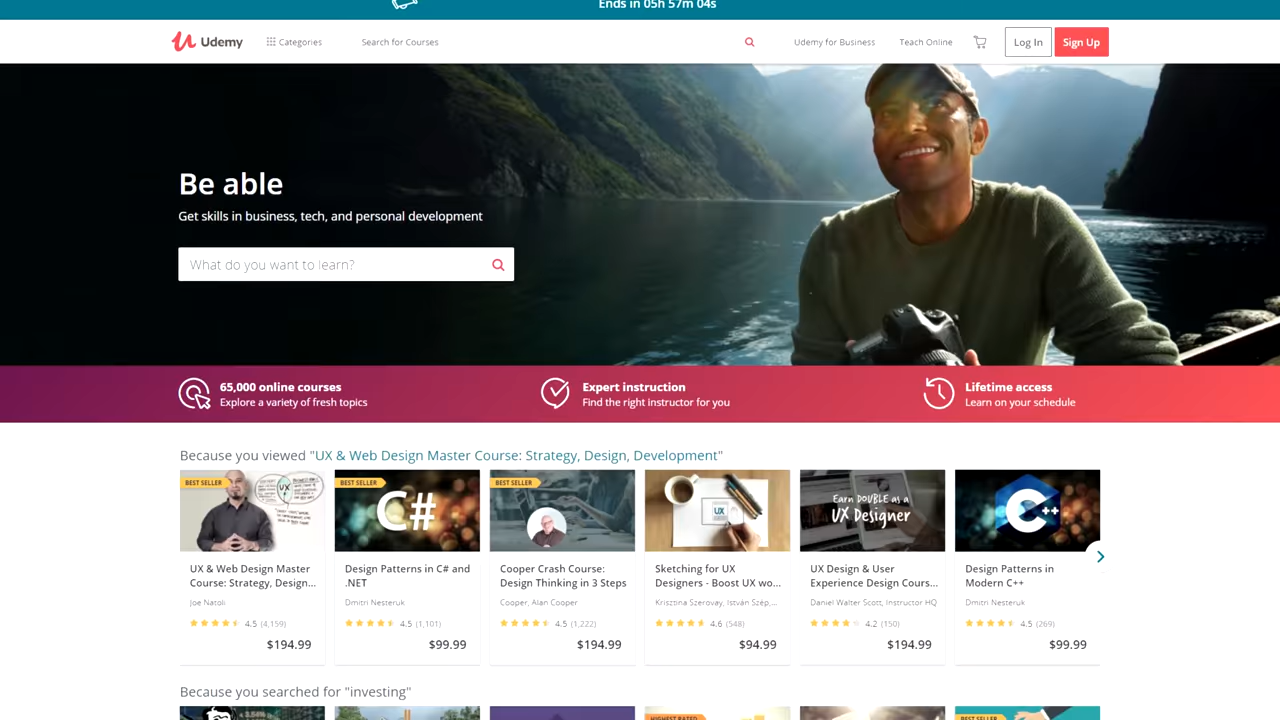 Ends in 05h 57m 04s
Udemy
Categories
Search for Courses
Udemy for Business
Teach Online
Log In
Sign Up
Be able
Get skills in business, tech, and personal development
What do you want to learn?
65,000 online courses
Explore a variety of fresh topics
Expert instruction
Find the right instructor for you
Lifetime access
Learn on your schedule
Because you viewed "UX & Web Design Master Course: Strategy, Design, Development"
BEST SELLER
UX
UX & Web Design Master
Course: Strategy, Design...
Joe Natoli
4.5 (4,159)
$194.99
BEST SELLER
C#
Design Patterns in C# and
.NET
Dmitri Nesteruk
4.5 (1,101)
$99.99
BEST SELLER
Cooper Crash Course:
Design Thinking in 3 Steps
Cooper, Alan Cooper
4.5 (1,222)
$194.99
UX
Sketching for UX
Designers - Boost UX wo...
Krisztina Szerovay, István Szép,...
4.6 (548)
$94.99
Earn DOUBLE as a
UX Designer
UX Design & User
Experience Design Cours...
Daniel Walter Scott, Instructor HQ
4.2 (150)
$194.99
C++
Design Patterns in
Modern C++
Dmitri Nesteruk
4.5 (269)
$99.99
Because you searched for "investing"
HIGHEST RATED
BEST SELLER